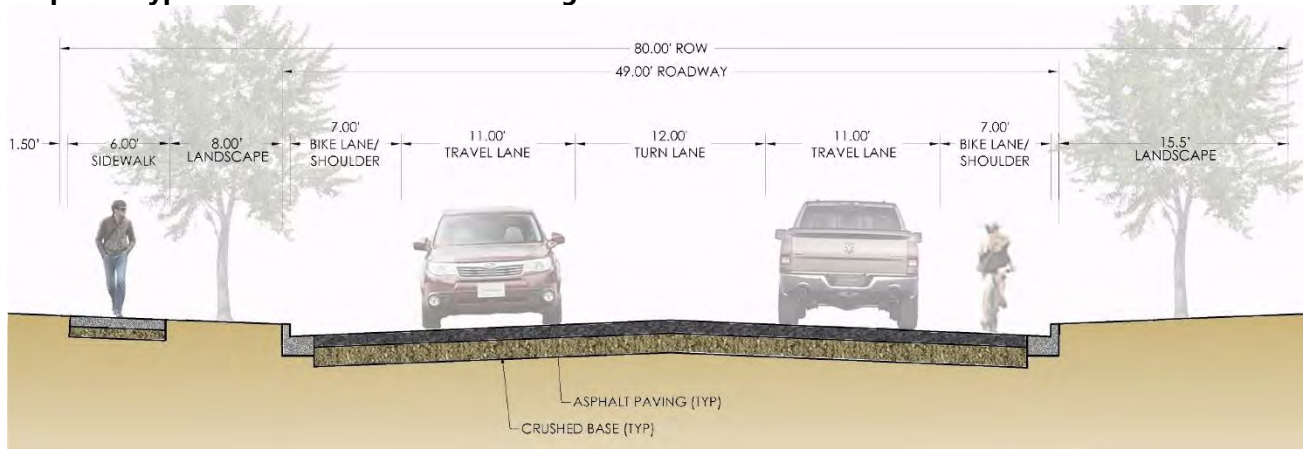 80.00' ROW
49.00' ROADWAY
1.50'
6.00'
SIDEWALK
8.00'
LANDSCAPE
7.00'
BIKE LANE/
SHOULDER
11.00'
TRAVEL LANE
12.00'
TURN LANE
11.00'
TRAVEL LANE
7.00'
BIKE LANE/
SHOULDER
15.5'
LANDSCAPE
ASPHALT PAVING (TYP)
CRUSHED BASE (TYP)